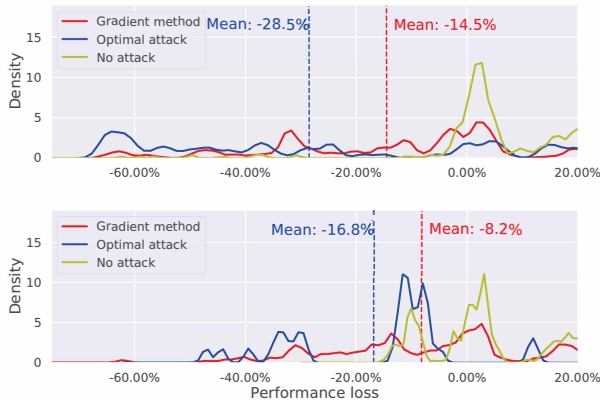 Gradient method
Optimal attack
No attack
Mean: -28.5%
Mean: -14.5%
Density
15
10
5
0
-60.00%
-40.00%
-20.00%
0.00%
20.00%
Gradient method
Optimal attack
No attack
Mean: -16.8%
Mean: -8.2%
Density
15
10
5
0
-60.00%
-40.00%
-20.00%
0.00%
20.00%
Performance loss